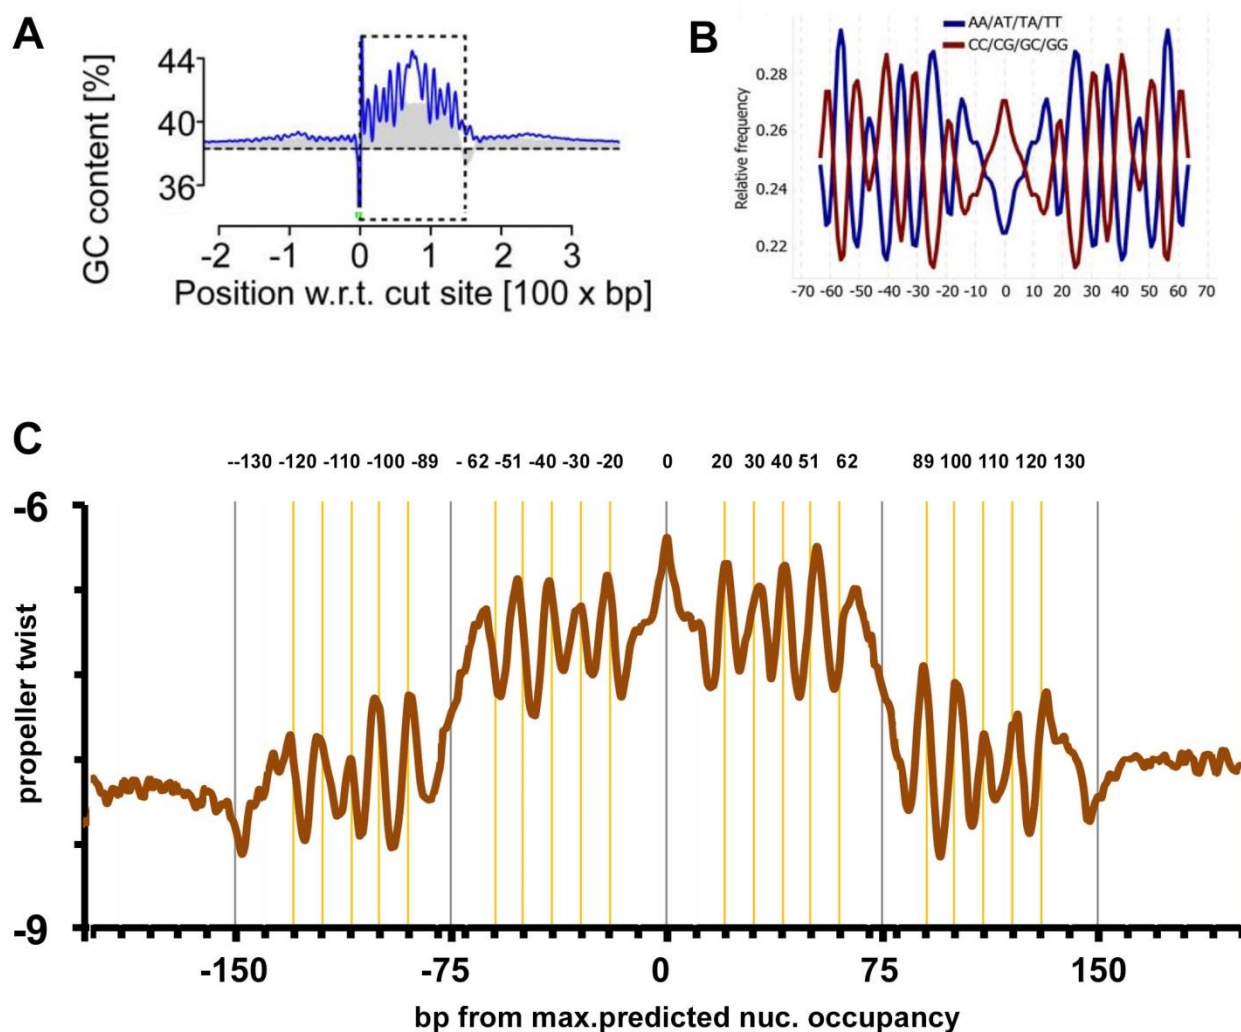 A
GC content [%]
44
40
36
-2 -1 0 1 2 3
Position w.r.t. cut site [100 x bp]
B
AA/AT/TA/TT
CC/CG/GC/GG
Relative frequency
0.28
0.26
0.24
0.22
-70 -60 -50 -40 -30 -20 -10 0 10 20 30 40 50 60 70
C
--130 -120 -110 -100 -89 - 62 -51 -40 -30 -20 0 20 30 40 51 62 89 100 110 120 130
propeller twist
-6
-9
-150 -75 0 75 150
bp from max.predicted nuc. occupancy